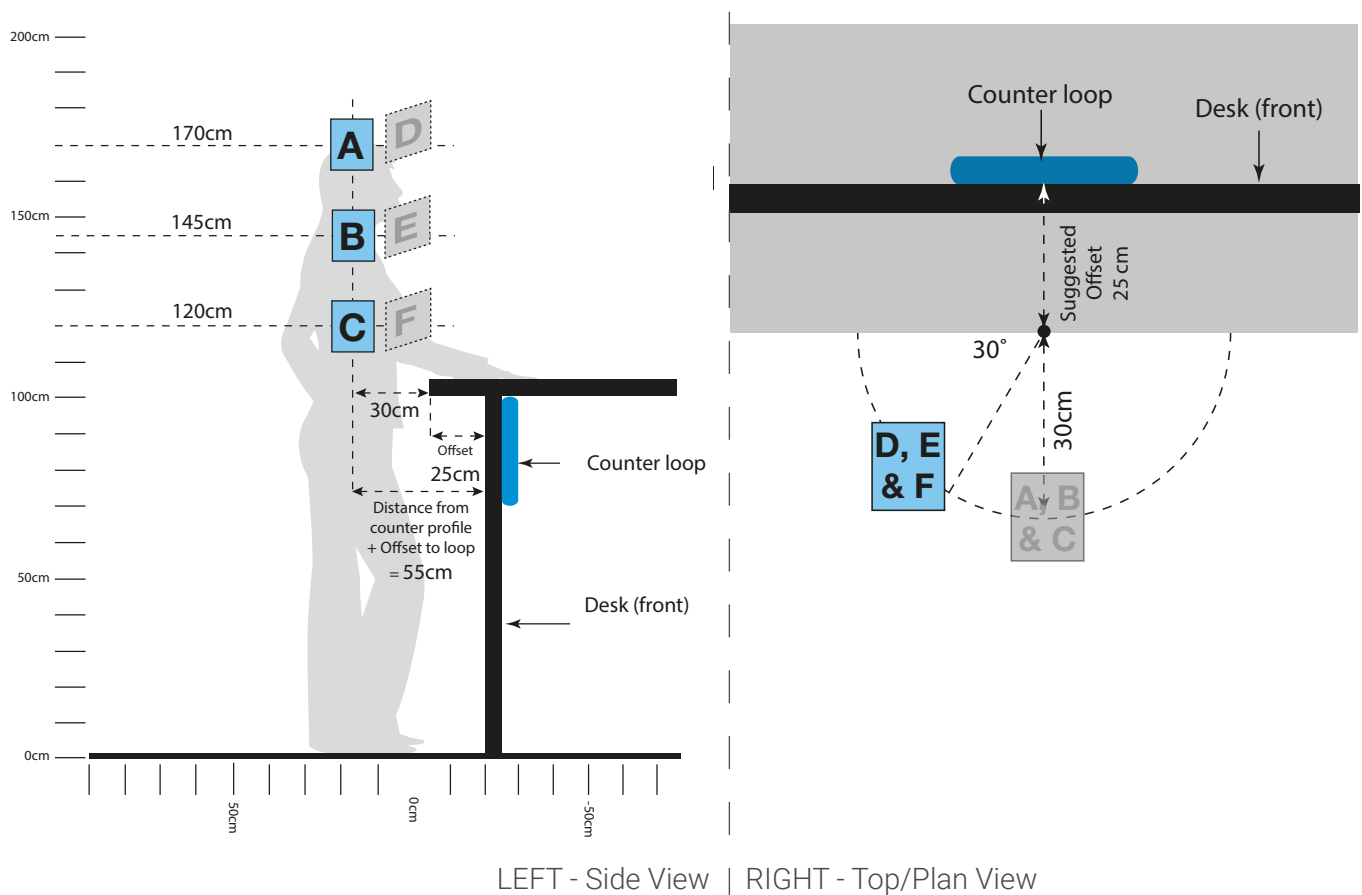 200cm
170cm
150cm
145cm
120cm
100cm
50cm
0cm
A
D
B
E
C
F
30cm
Offset
25cm
Distance from
counter profile
+ Offset to loop
= 55cm
Counter loop
Desk (front)
50cm
0cm
-50cm
LEFT - Side View
Counter loop
Desk (front)
Suggested
Offset
25 cm
30°
30cm
D, E
& F
A, B
& C
RIGHT - Top/Plan View